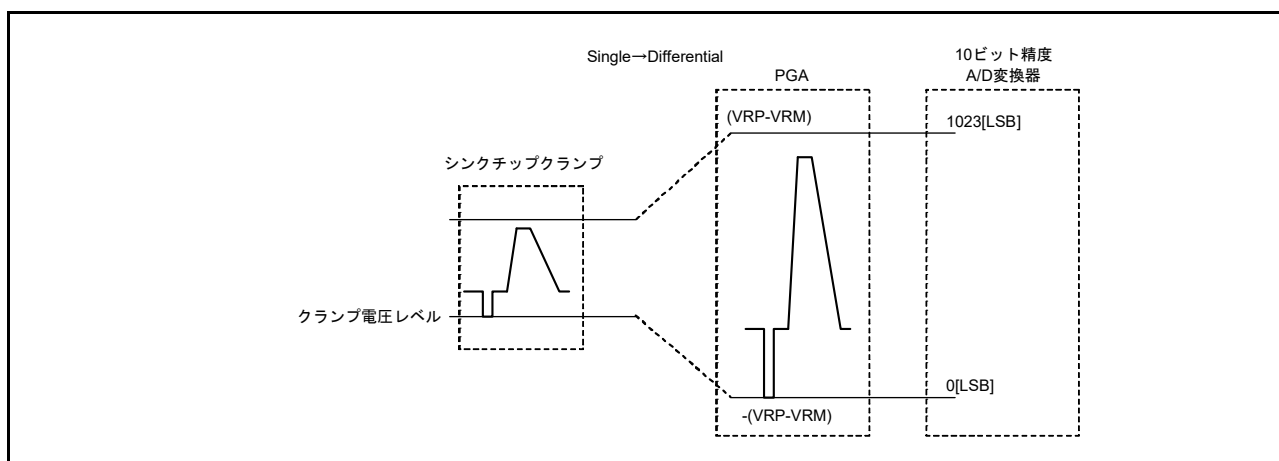 Single→Differential
PGA
10ビット精度
A/D変換器
(VRP-VRM)
1023[LSB]
シンクチップクランプ
クランプ電圧レベル
0[LSB]
-(VRP-VRM)